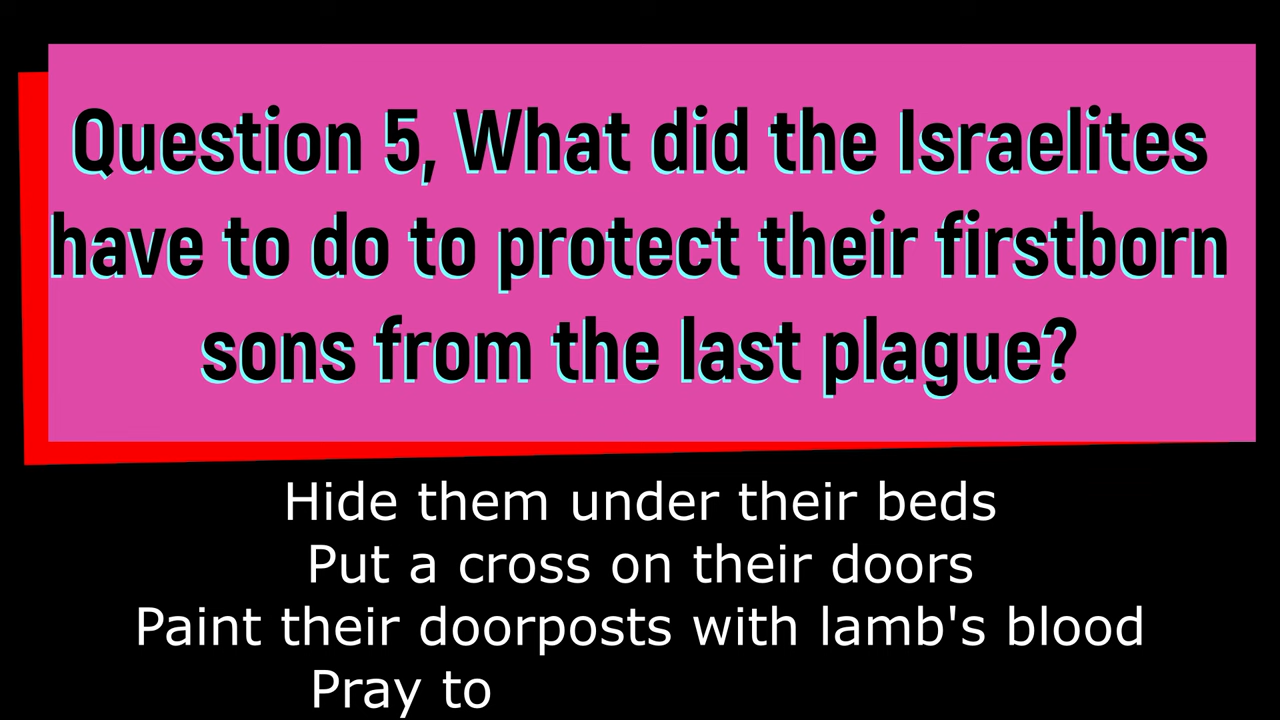 Question 5, What did the Israelites
have to do to protect their firstborn
sons from the last plague?
Hide them under their beds
Put a cross on their doors
Paint their doorposts with lamb's blood
Pray to